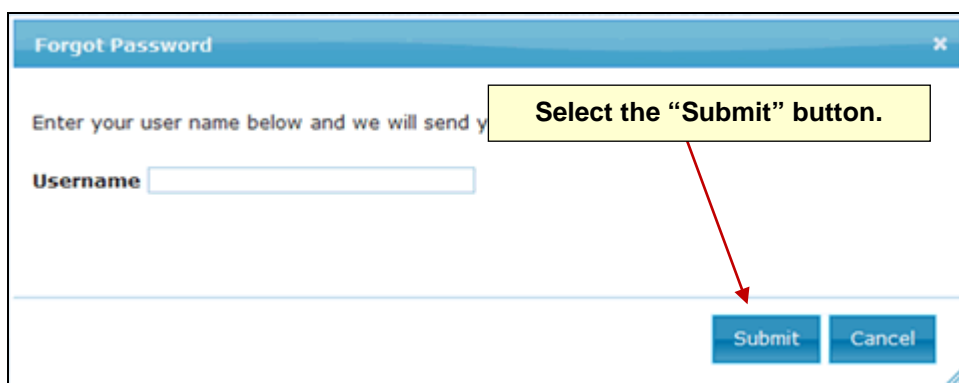 Forgot Password
Enter your user name below and we will send y
Select the “Submit” button.
Username
Submit Cancel